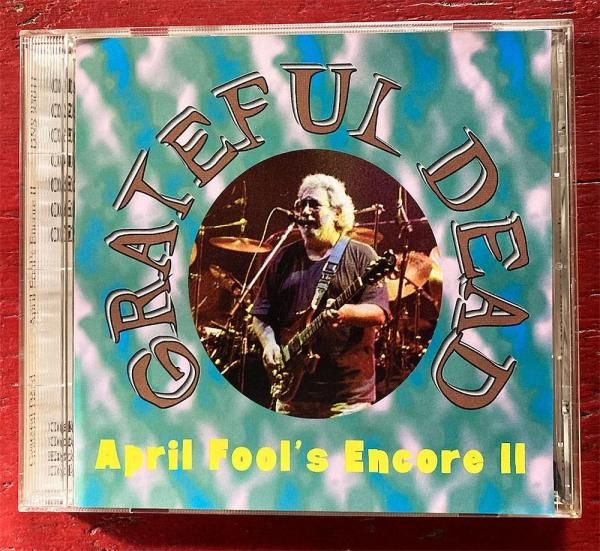 GRATEFUL DEAD
April Fool's Encore II